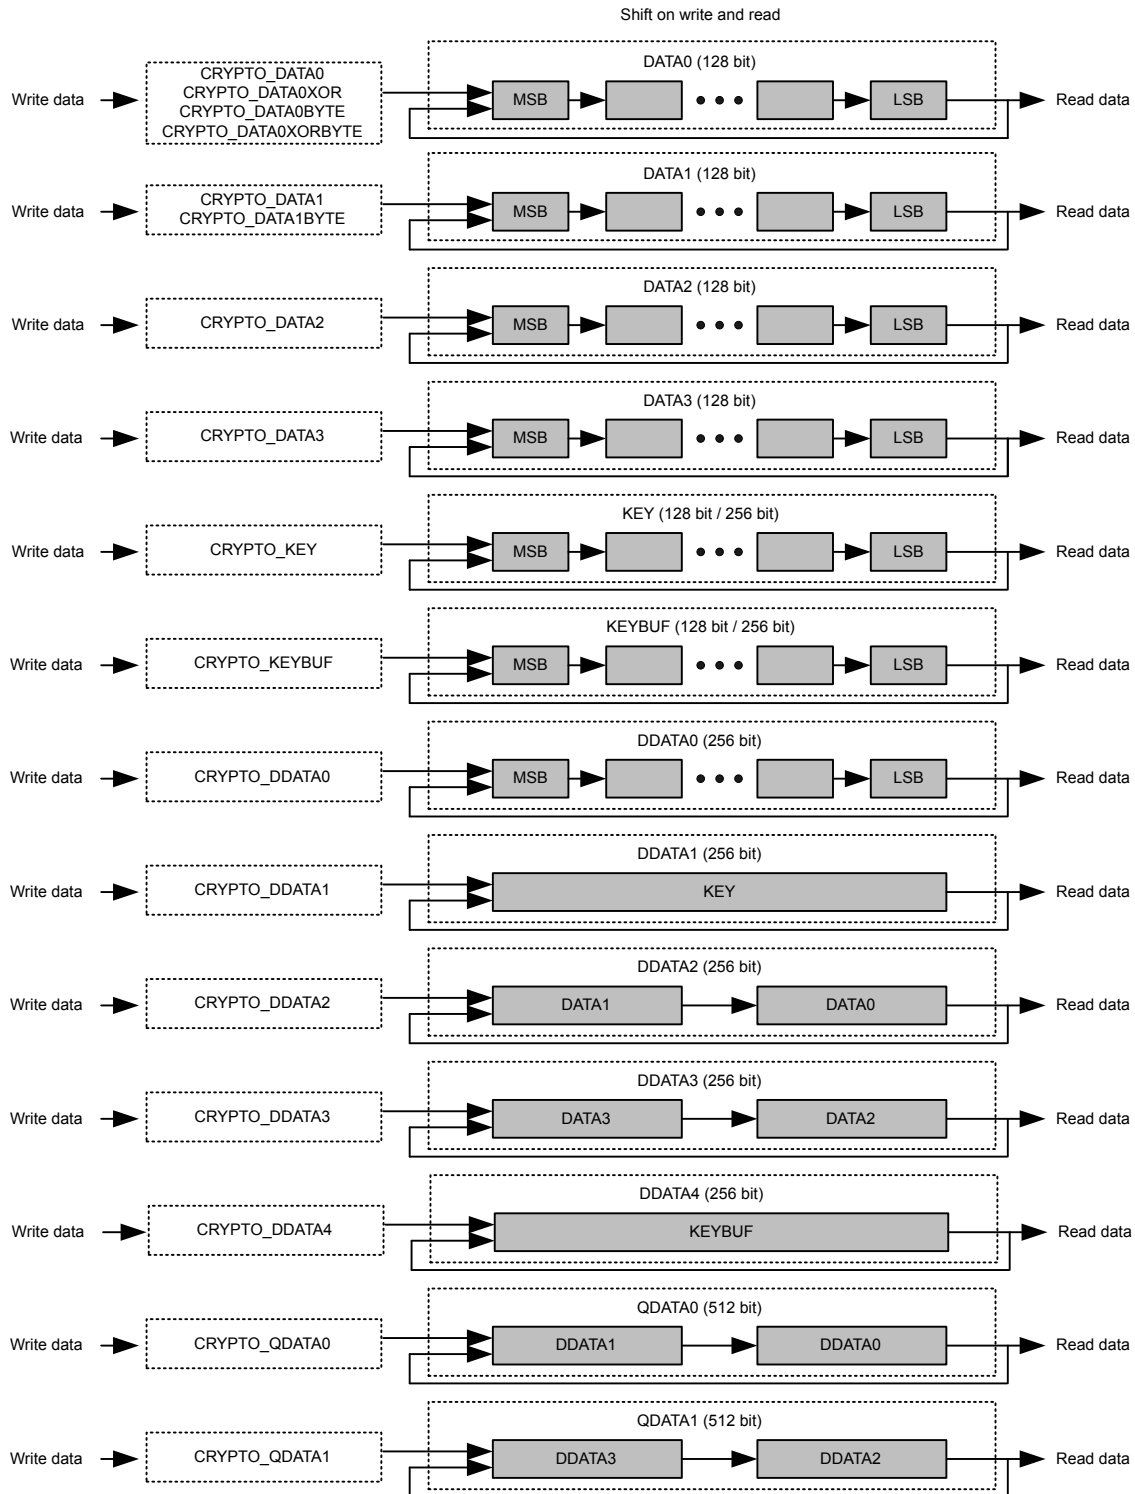 Shift on write and read
DATA0 (128 bit)
Write data
CRYPTO_DATA0
CRYPTO_DATA0XOR
CRYPTO_DATA0BYTE
CRYPTO_DATA0XORBYTE
MSB
LSB
Read data
DATA1 (128 bit)
Write data
CRYPTO_DATA1
CRYPTO_DATA1BYTE
MSB
LSB
Read data
DATA2 (128 bit)
Write data
CRYPTO_DATA2
MSB
LSB
Read data
DATA3 (128 bit)
Write data
CRYPTO_DATA3
MSB
LSB
Read data
KEY (128 bit / 256 bit)
Write data
CRYPTO_KEY
MSB
LSB
Read data
KEYBUF (128 bit / 256 bit)
Write data
CRYPTO_KEYBUF
MSB
LSB
Read data
DDATA0 (256 bit)
Write data
CRYPTO_DDATA0
MSB
LSB
Read data
DDATA1 (256 bit)
Write data
CRYPTO_DDATA1
KEY
Read data
DDATA2 (256 bit)
Write data
CRYPTO_DDATA2
DATA1
DATA0
Read data
DDATA3 (256 bit)
Write data
CRYPTO_DDATA3
DATA3
DATA2
Read data
DDATA4 (256 bit)
Write data
CRYPTO_DDATA4
KEYBUF
Read data
QDATA0 (512 bit)
Write data
CRYPTO_QDATA0
DDATA1
DDATA0
Read data
QDATA1 (512 bit)
Write data
CRYPTO_QDATA1
DDATA3
DDATA2
Read data